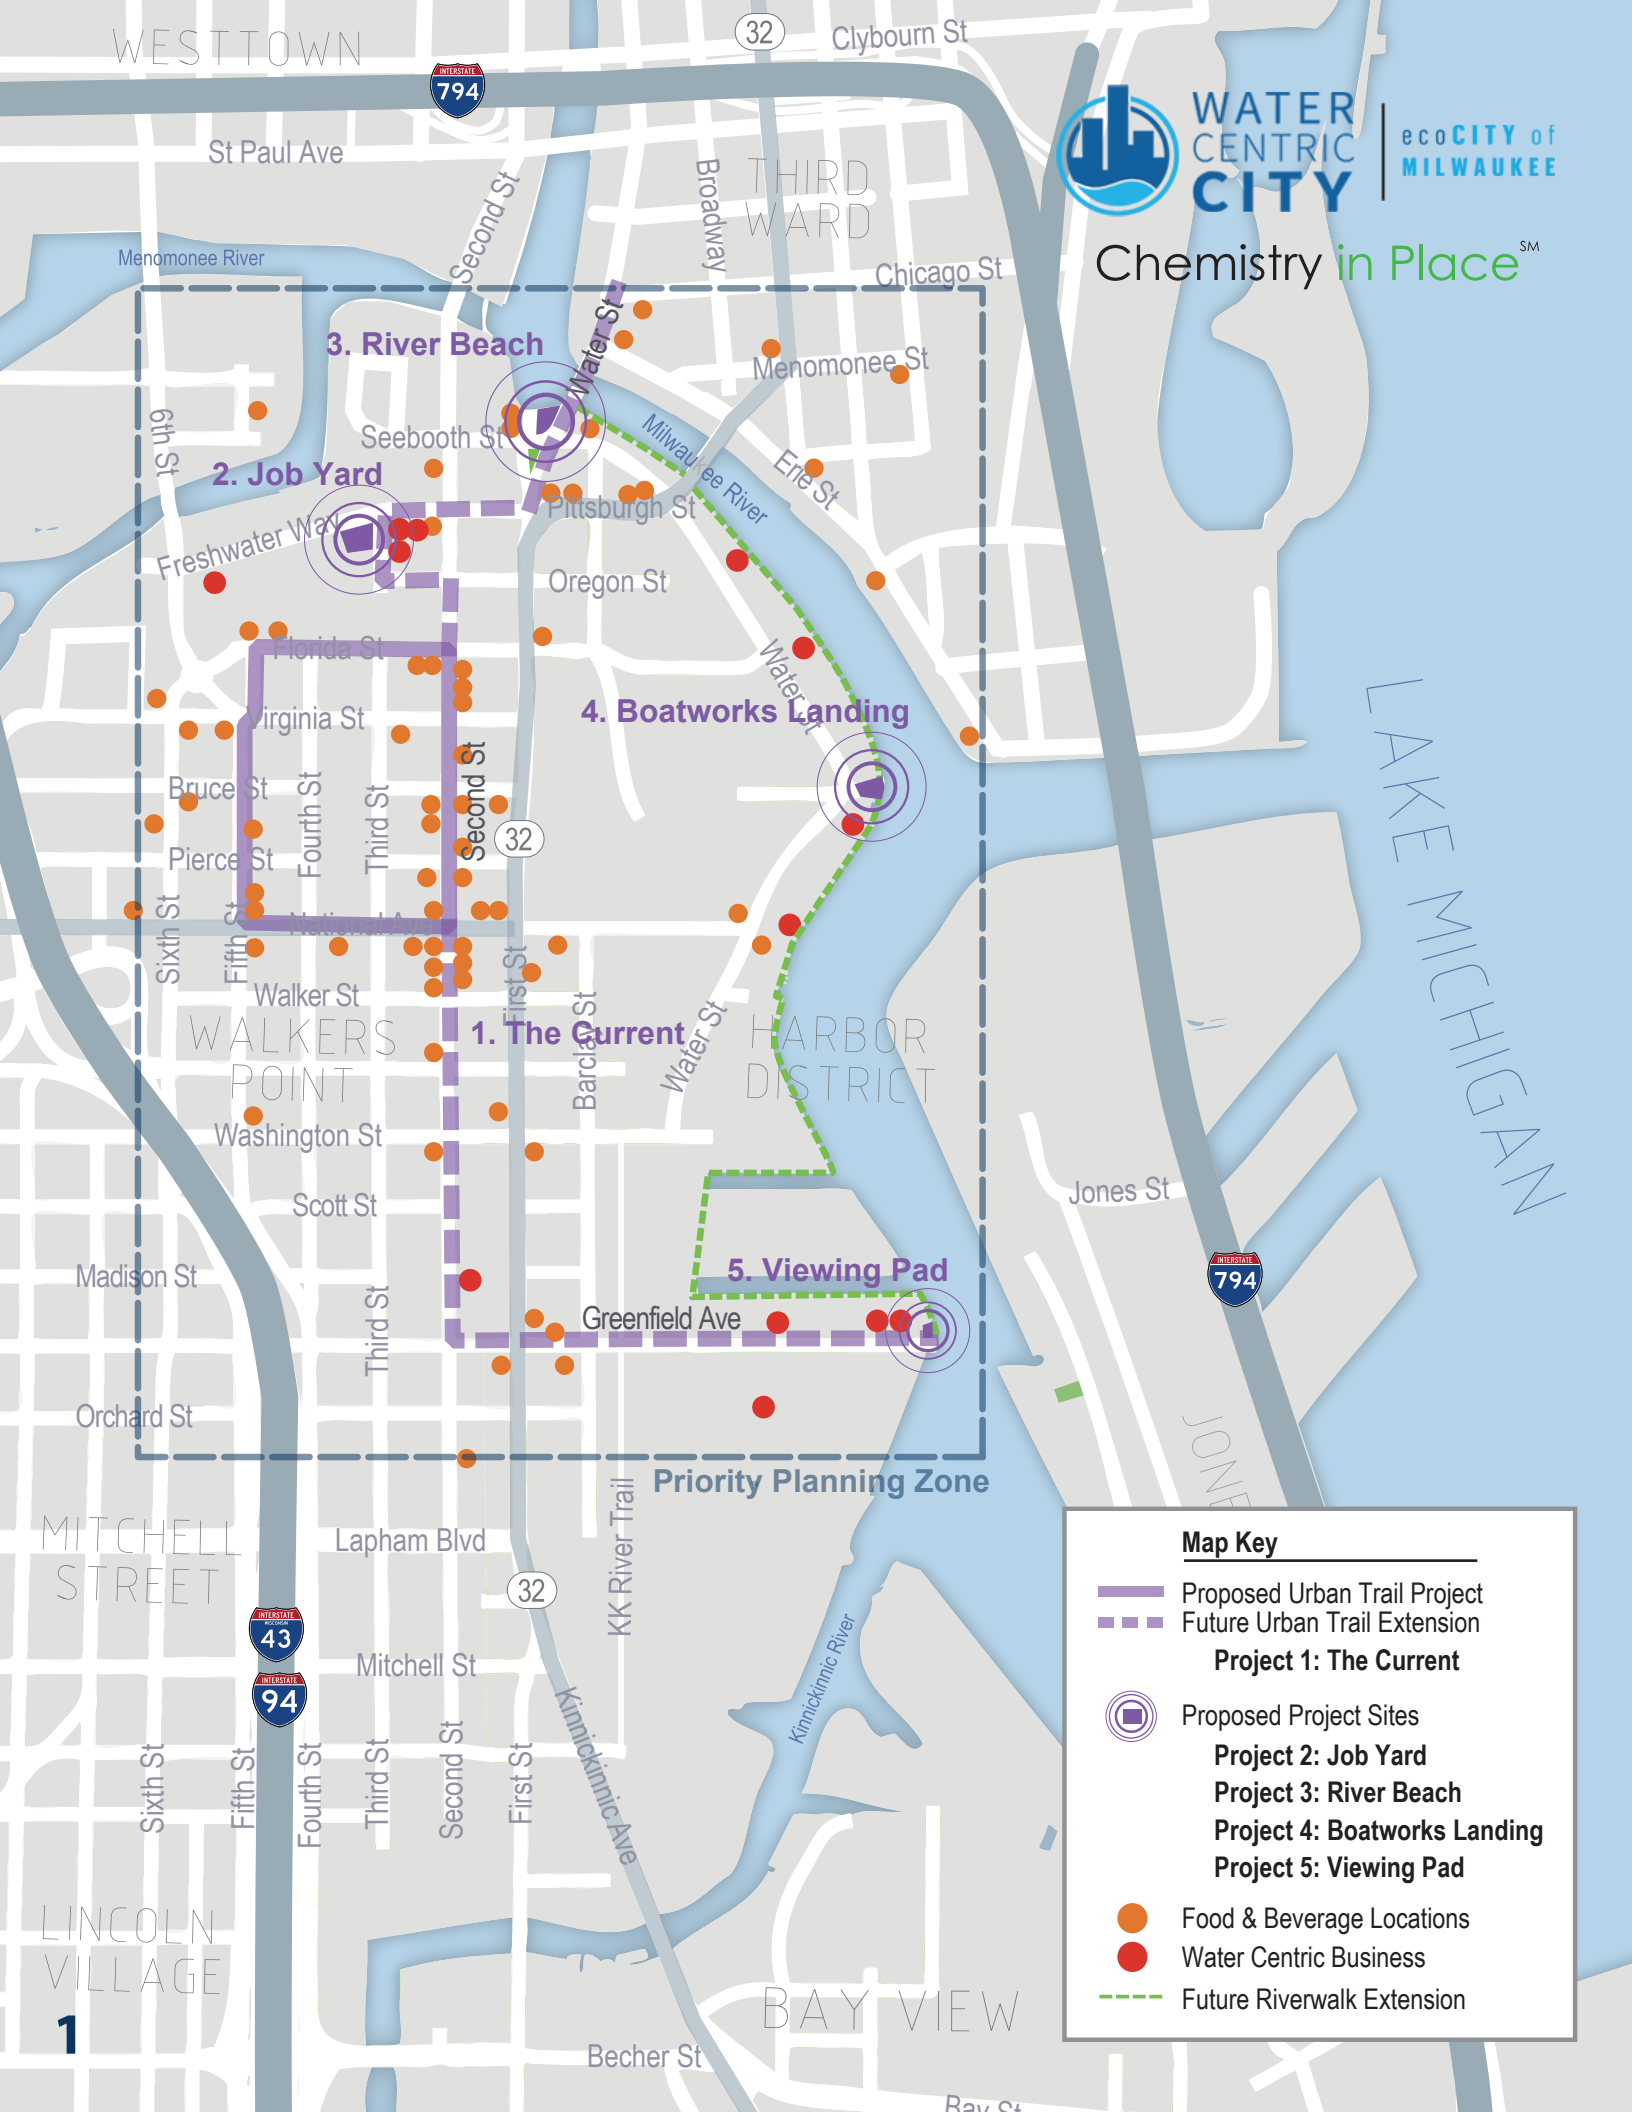 WESTTOWN
32
Clybourn St
INTERSTATE
794
WATER
CENTRIC
CITY
ecoCITY of
MILWAUKEE
Chemistry in Place
SM
St Paul Ave
Second St
Broadway
THIRD
WARD
Menomonee River
Chicago St
3. River Beach
Water St
Menomonee St
6th St
Seebooth St
Milwaukee River
Erie St
2. Job Yard
Pittsburgh St
Freshwater Way
Oregon St
Florida St
Water St
4. Boatworks Landing
Virginia St
LAKE MICHIGAN
Bruce St
Fourth St
Third St
Second St
32
Pierce St
Sixth St
Fifth St
National Ave
First St
Walker St
Barclay St
Water St
WALKERS
POINT
1. The Current
HARBOR
DISTRICT
Washington St
Scott St
Jones St
Madison St
5. Viewing Pad
INTERSTATE
794
Third St
Greenfield Ave
Orchard St
JONE
Priority Planning Zone
MITCHELL
STREET
Lapham Blvd
KK River Trail
32
INTERSTATE
WISCONSIN
43
Mitchell St
INTERSTATE
94
Kinnickinnic River
Kinnickinnic Ave
Sixth St
Fifth St
Fourth St
Third St
Second St
First St
LINCOLN
VILLAGE
BAY VIEW
1
Becher St
Bay St
Map Key
Proposed Urban Trail Project
Future Urban Trail Extension
Project 1: The Current
Proposed Project Sites
Project 2: Job Yard
Project 3: River Beach
Project 4: Boatworks Landing
Project 5: Viewing Pad
Food & Beverage Locations
Water Centric Business
Future Riverwalk Extension